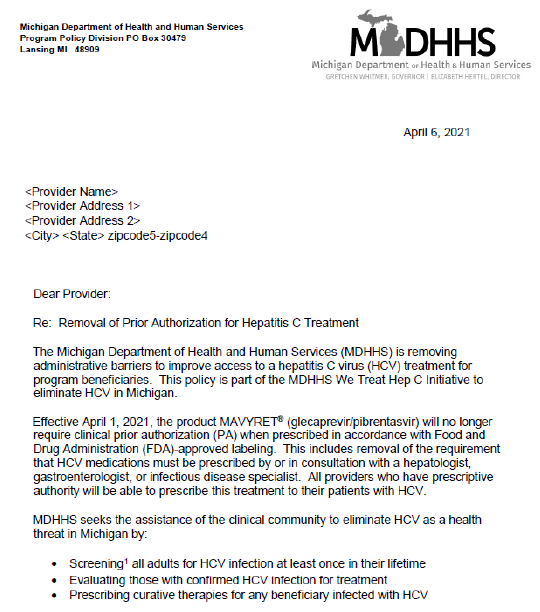 Michigan Department of Health and Human Services
Program Policy Division PO Box 30479
Lansing MI  48909
MDHHS
Michigan Department of Health & Human Services
GRETCHEN WHITMER, GOVERNOR | ELIZABETH HERTEL, DIRECTOR
April 6, 2021
<Provider Name>
<Provider Address 1>
<Provider Address 2>
<City> <State> zipcode5-zipcode4
Dear Provider:
Re:  Removal of Prior Authorization for Hepatitis C Treatment
The Michigan Department of Health and Human Services (MDHHS) is removing
administrative barriers to improve access to a hepatitis C virus (HCV) treatment for
program beneficiaries.  This policy is part of the MDHHS We Treat Hep C Initiative to
eliminate HCV in Michigan.
Effective April 1, 2021, the product MAVYRET® (glecaprevir/pibrentasvir) will no longer
require clinical prior authorization (PA) when prescribed in accordance with Food and
Drug Administration (FDA)-approved labeling.  This includes removal of the requirement
that HCV medications must be prescribed by or in consultation with a hepatologist,
gastroenterologist, or infectious disease specialist.  All providers who have prescriptive
authority will be able to prescribe this treatment to their patients with HCV.
MDHHS seeks the assistance of the clinical community to eliminate HCV as a health
threat in Michigan by:
• Screening¹ all adults for HCV infection at least once in their lifetime
• Evaluating those with confirmed HCV infection for treatment
• Prescribing curative therapies for any beneficiary infected with HCV